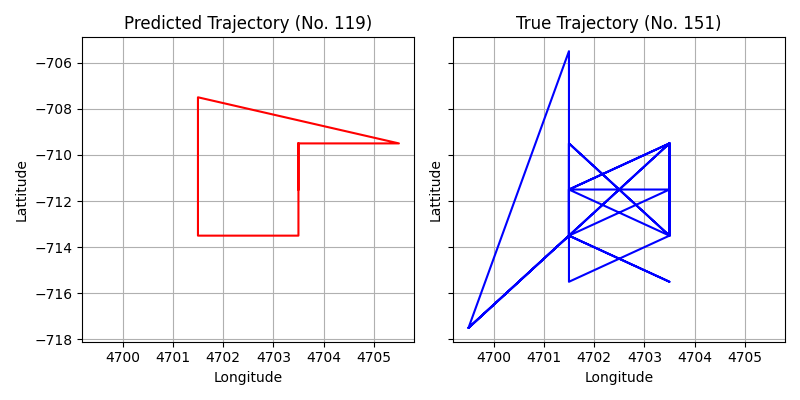 Predicted Trajectory (No. 119)
True Trajectory (No. 151)
−706
−708
−710
−712
−714
−716
−718
Lattitude
Lattitude
4700 4701 4702 4703 4704 4705
4700 4701 4702 4703 4704 4705
Longitude
Longitude